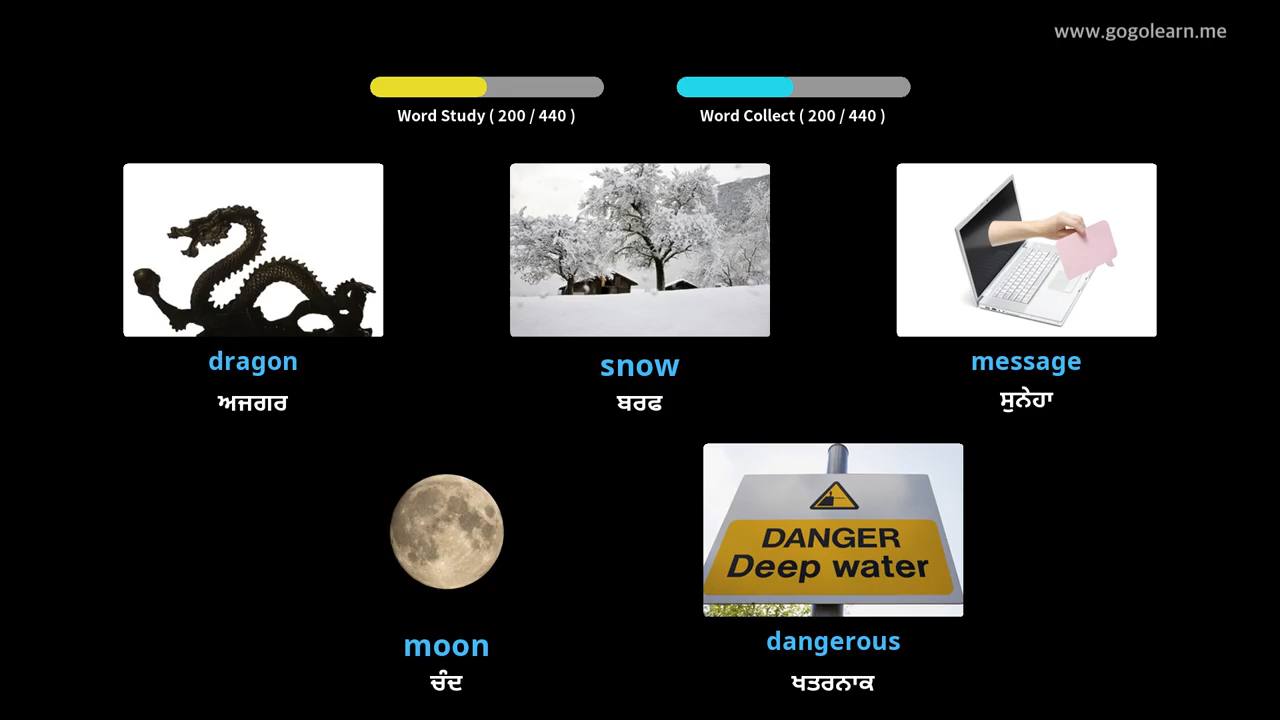 www.gogolearn.me
Word Study ( 200 / 440 )
Word Collect ( 200 / 440 )
dragon
ਅਜਗਰ
snow
ਬਰਫ
message
ਸੁਨੇਹਾ
moon
ਚੰਦ
DANGER
Deep water
dangerous
ਖਤਰਨਾਕ